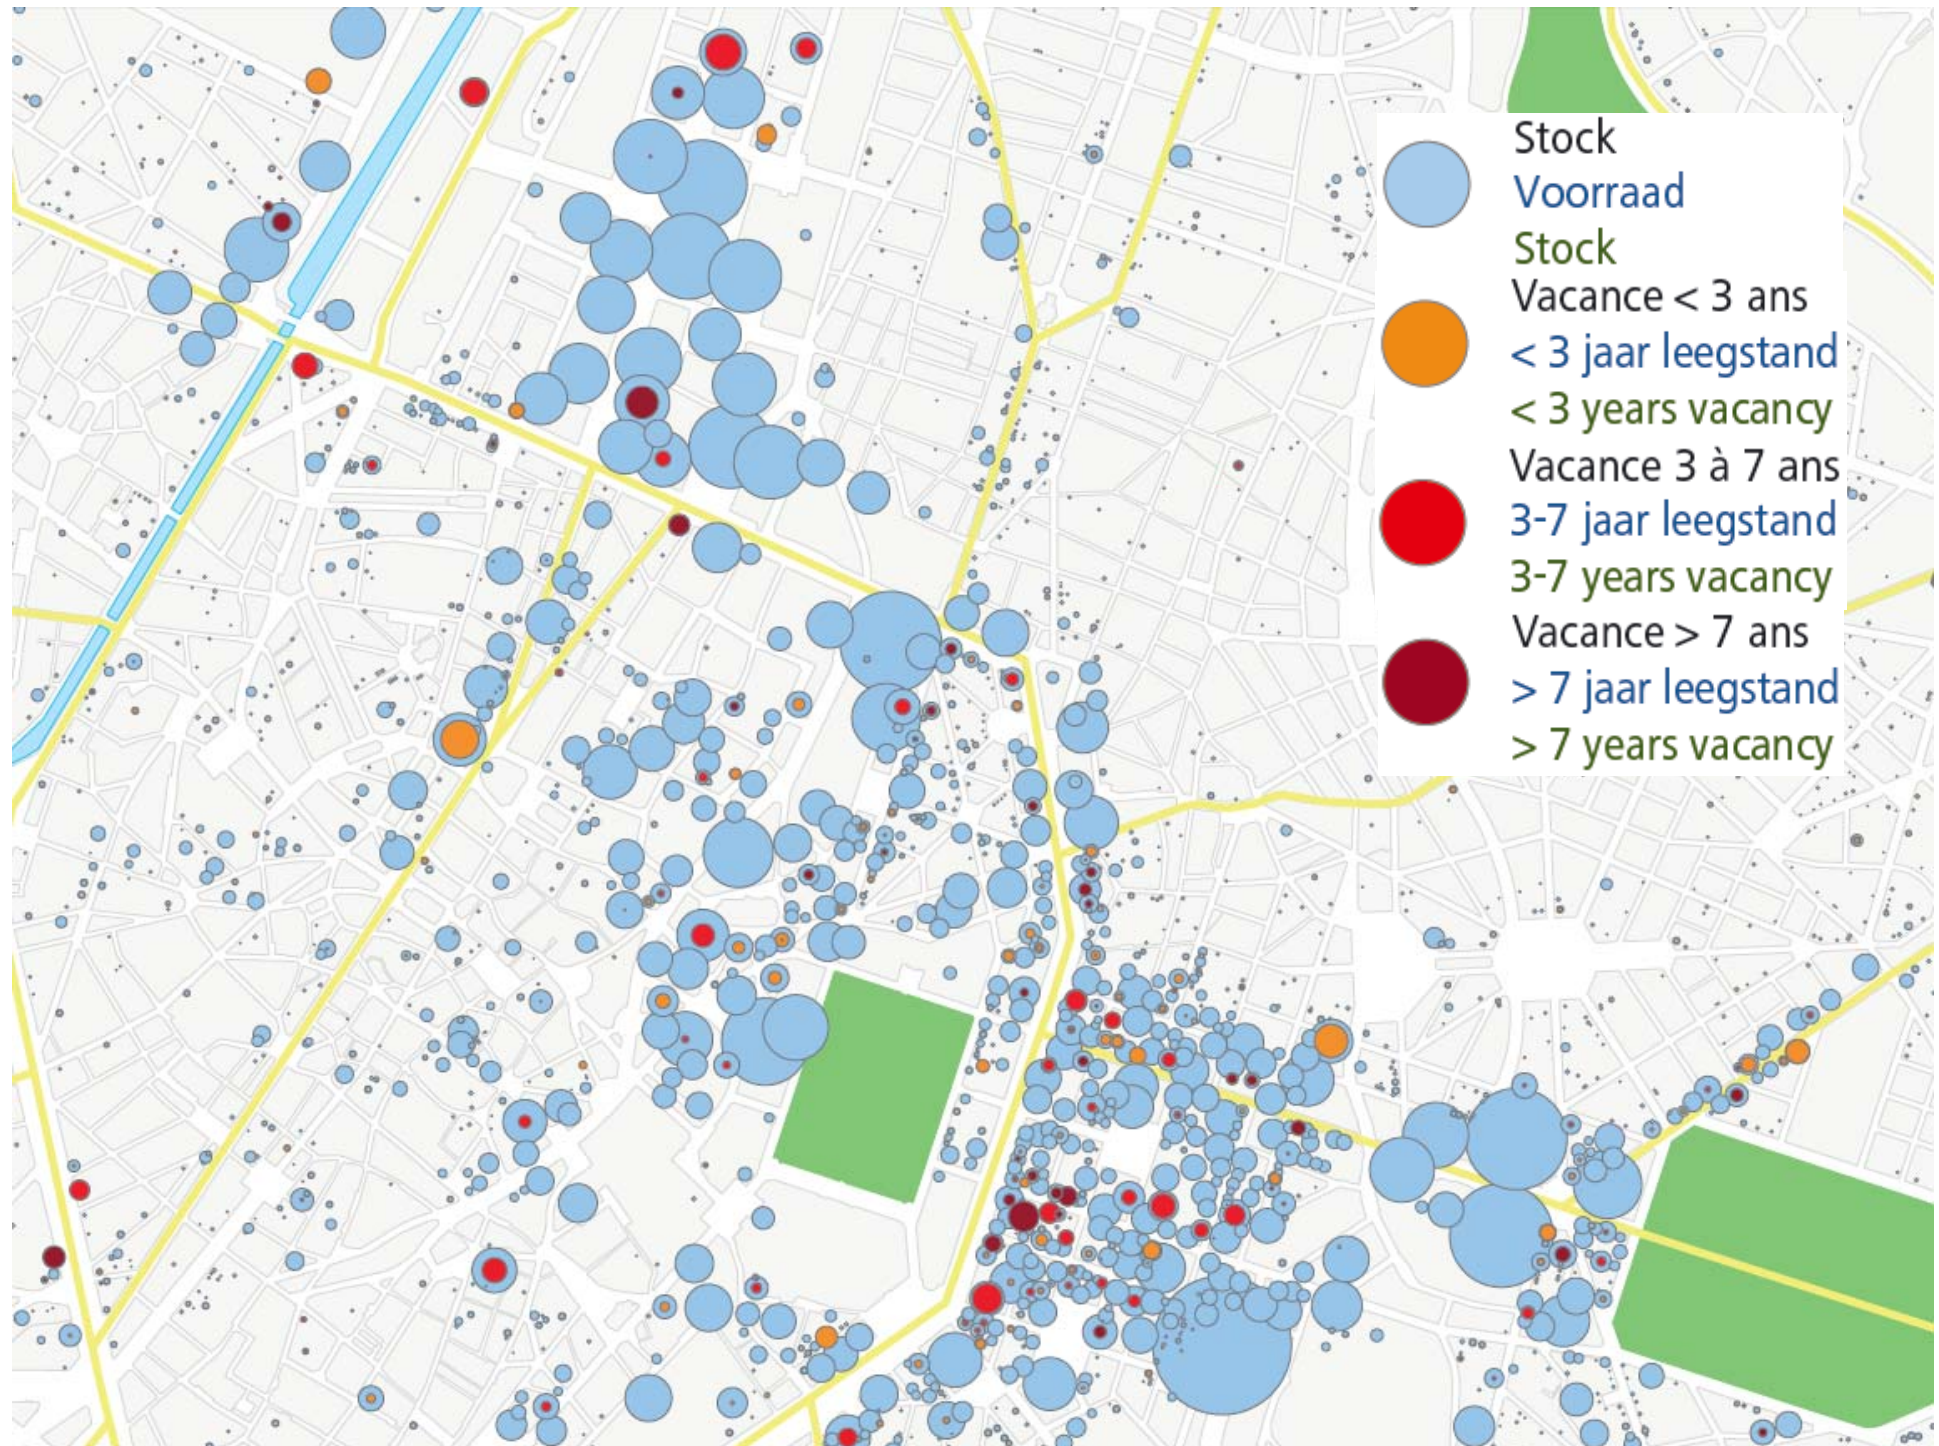 Stock
Voorraad
Stock
Vacance < 3 ans
< 3 jaar leegstand
< 3 years vacancy
Vacance 3 à 7 ans
3-7 jaar leegstand
3-7 years vacancy
Vacance > 7 ans
> 7 jaar leegstand
> 7 years vacancy